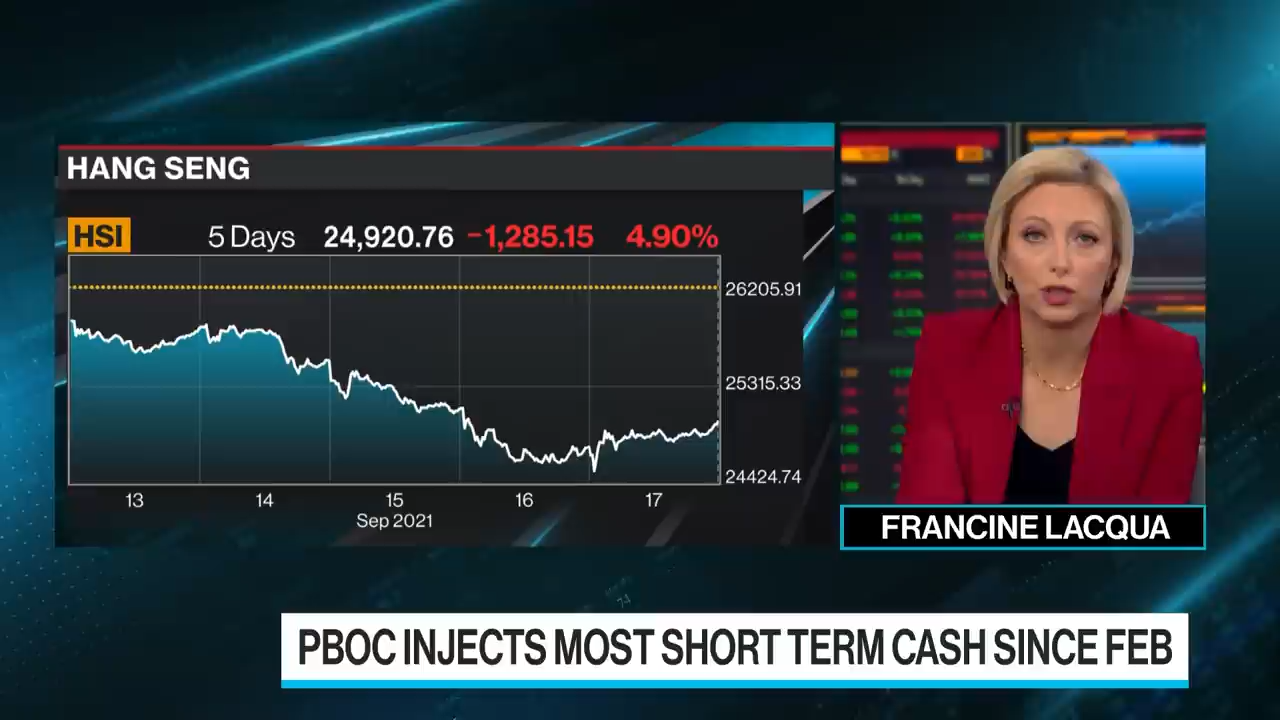 HANG SENG
HSI 5 Days 24,920.76 -1,285.15 4.90%
26205.91
25315.33
24424.74
13 14 15 16 17
Sep 2021
FRANCINE LACQUA
PBOC INJECTS MOST SHORT TERM CASH SINCE FEB